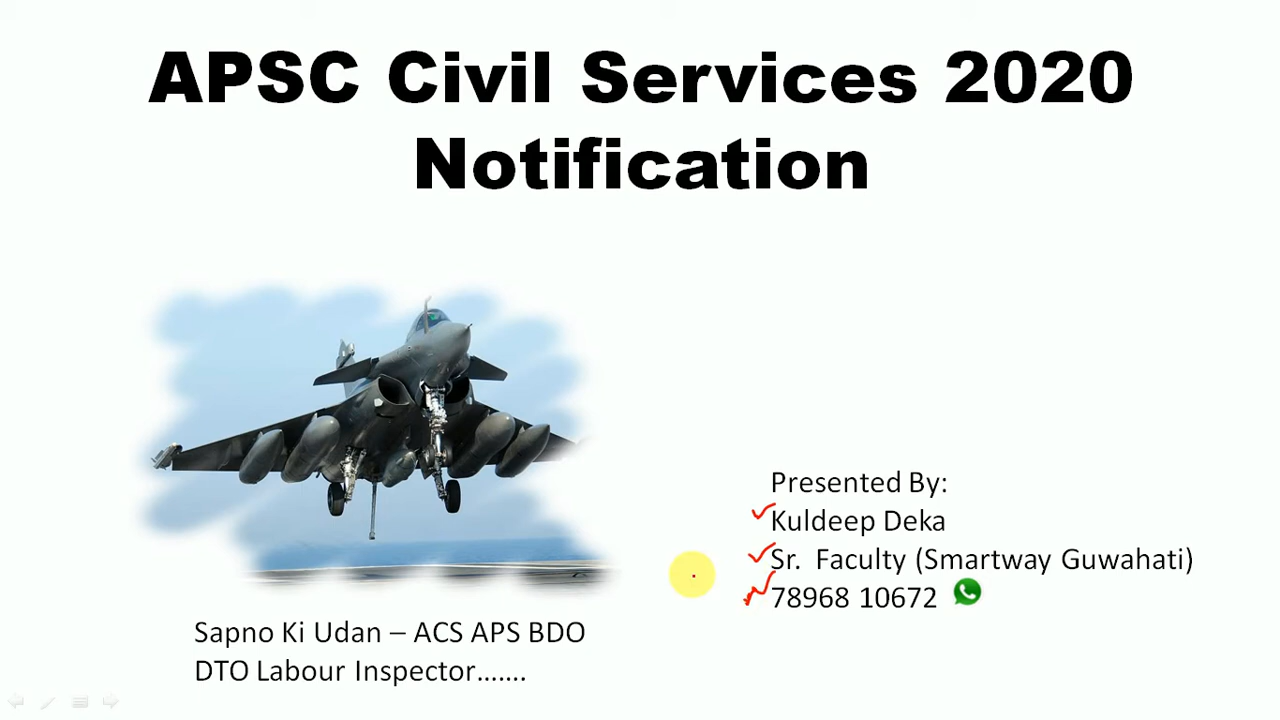 APSC Civil Services 2020
Notification
Presented By:
Kuldeep Deka
Sr. Faculty (Smartway Guwahati)
78968 10672
Sapno Ki Udan – ACS APS BDO
DTO Labour Inspector.......